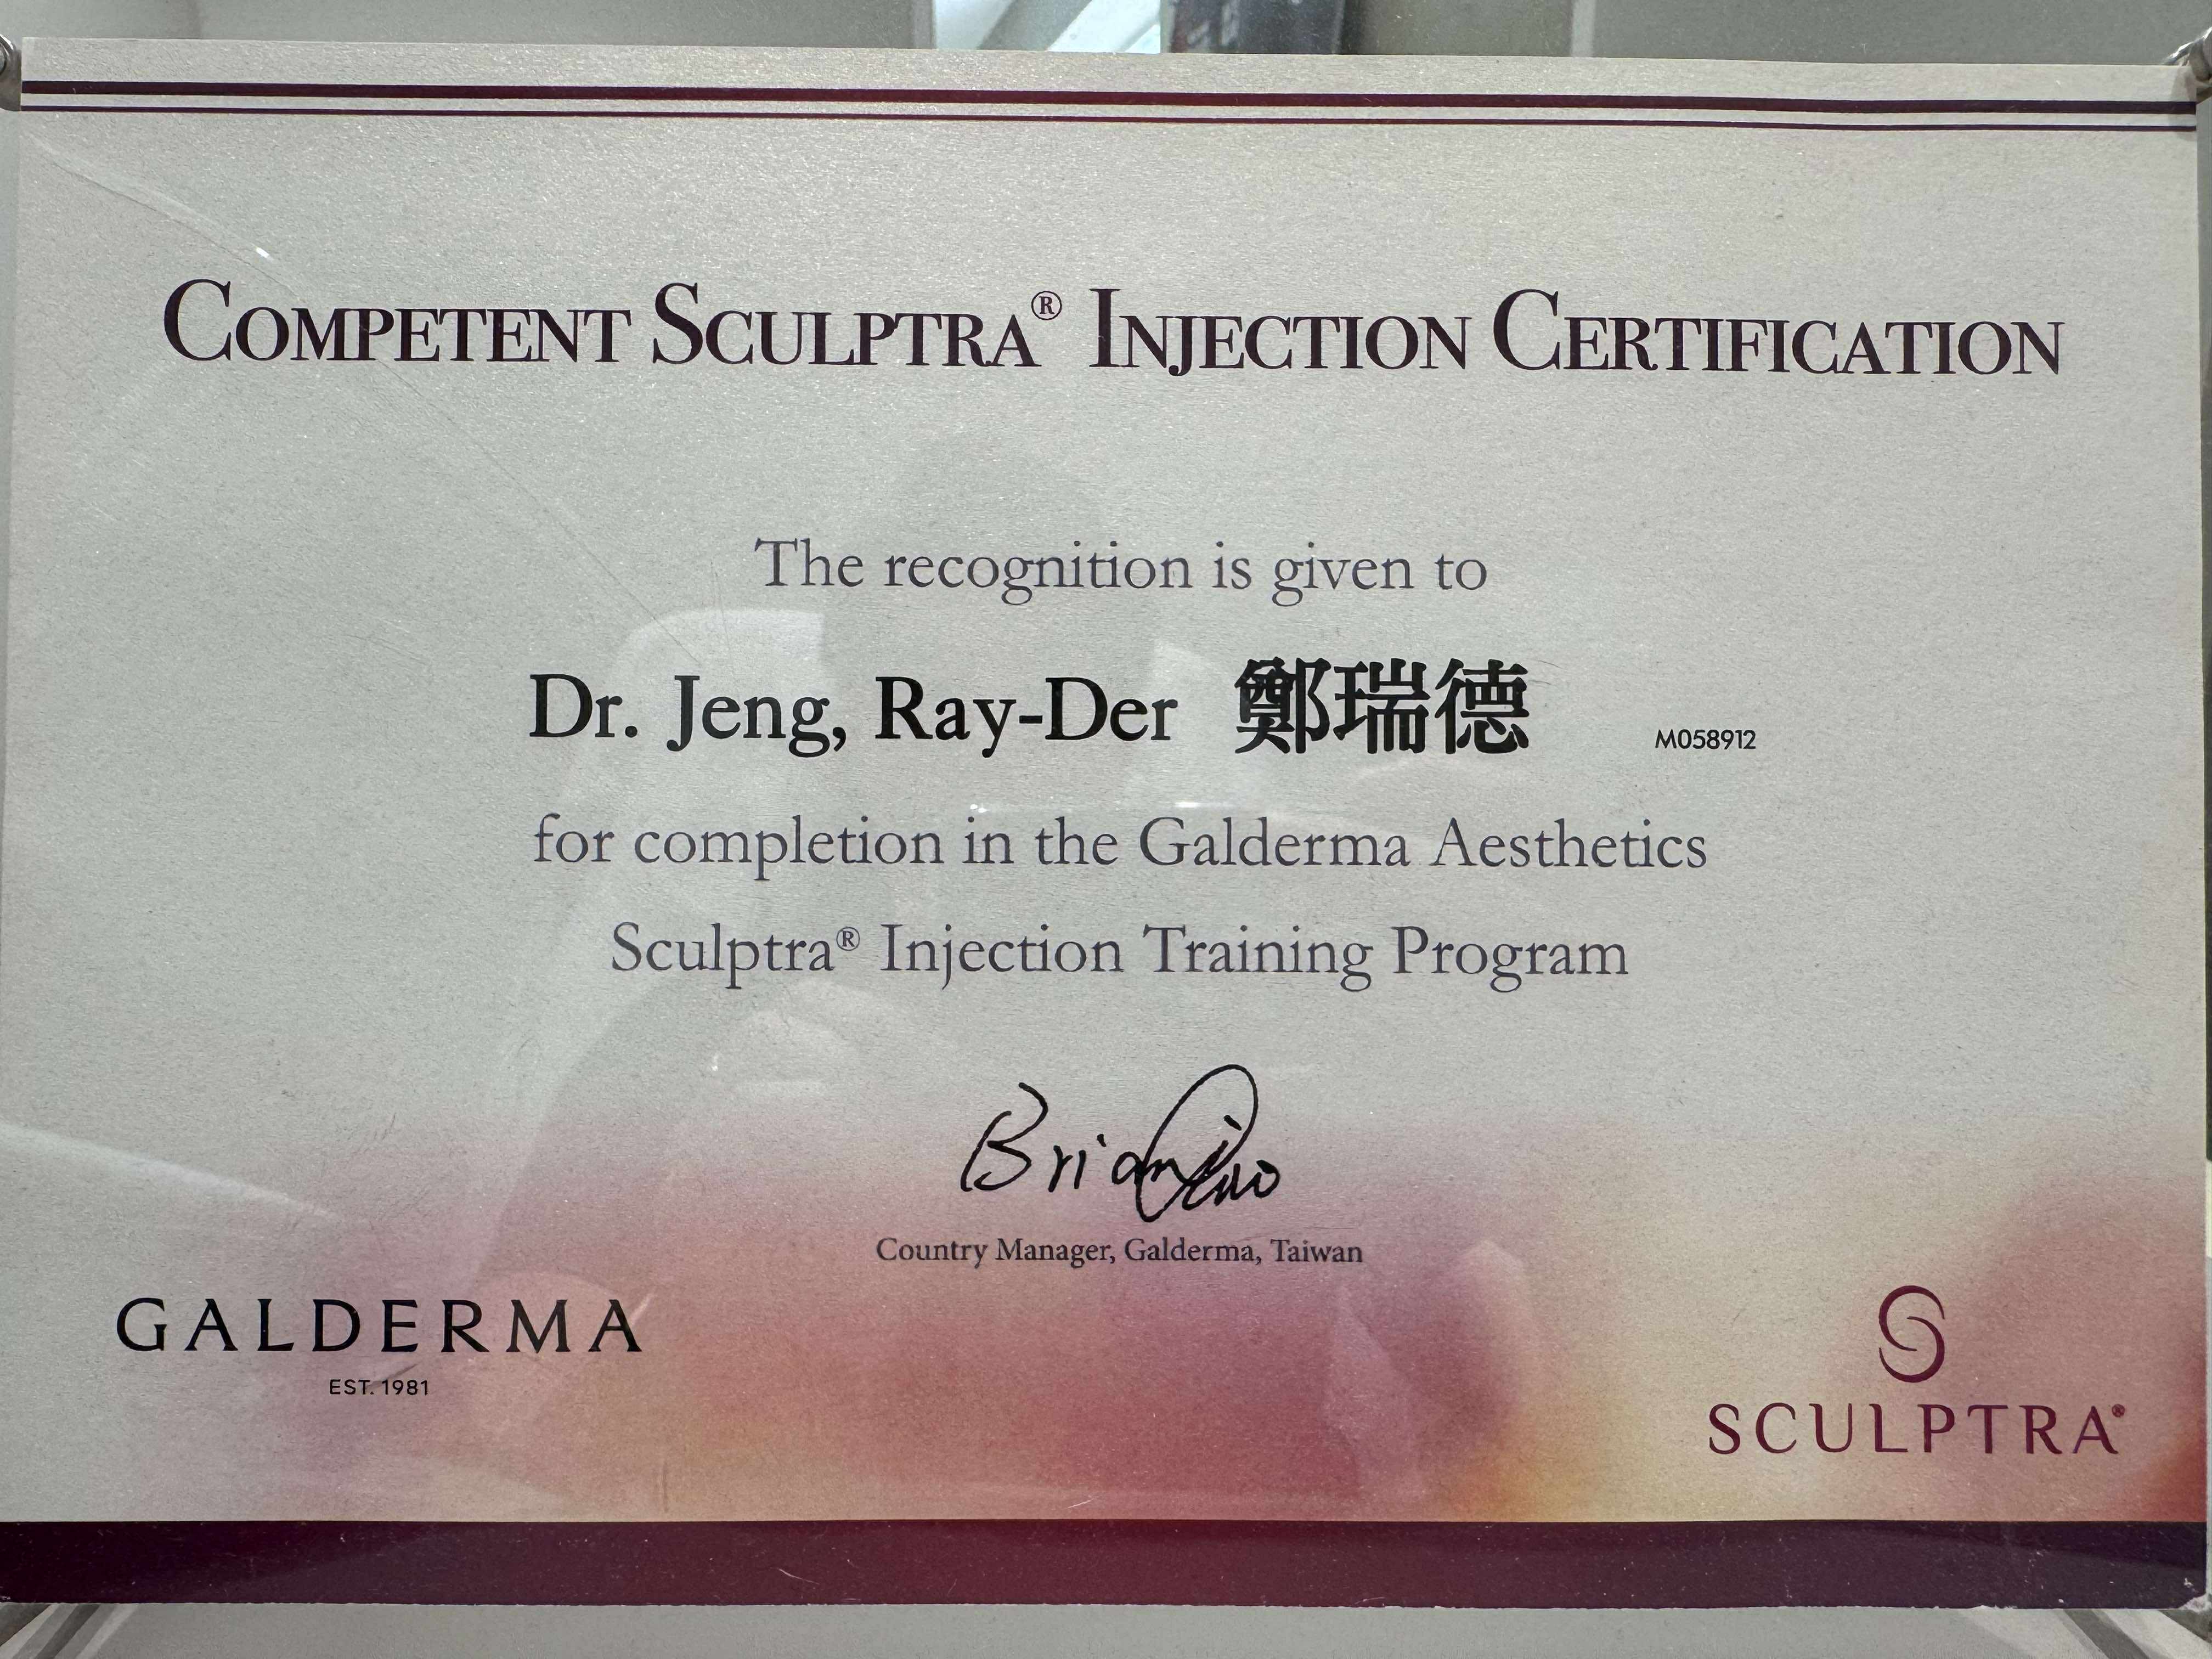 COMPETENT SCULPTRA® INJECTION CERTIFICATION
The recognition is given to
Dr. Jeng, Ray-Der 鄭瑞德
M058912
for completion in the Galderma Aesthetics
Sculptra® Injection Training Program
Country Manager, Galderma, Taiwan
GALDERMA
EST. 1981
SCULPTRA®